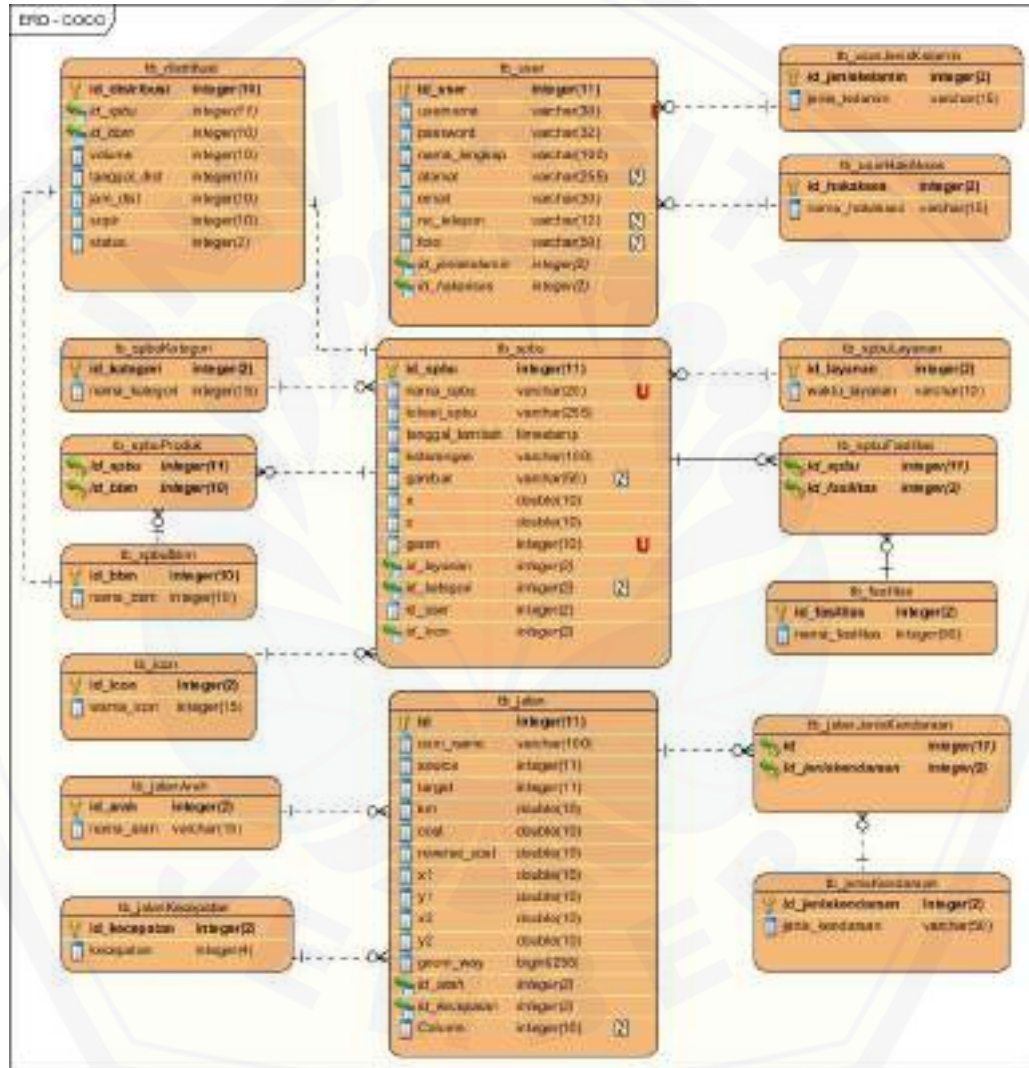 ERD - COCO
tb_distribusi
id_distribusi integer(10)
id_spbu integer(11)
id_bbm integer(10)
volume integer(10)
tanggal_dist integer(10)
jam_dist integer(10)
sopir integer(10)
status integer(2)
tb_user
id_user integer(11)
username varchar(30)
password varchar(32)
nama_lengkap varchar(100)
alamat varchar(255) N
email varchar(30)
no_telepon varchar(12) N
foto varchar(50) N
id_jeniskelamin integer(2)
id_hakakses integer(2)
tb_userJenisKelamin
id_jeniskelamin integer(2)
jenis_kelamin varchar(15)
tb_userHakAkses
id_hakakses integer(2)
nama_hakakses varchar(15)
tb_spbuKategori
id_kategori integer(2)
nama_kategori integer(15)
tb_spbuProduk
id_spbu integer(11)
id_bbm integer(10)
tb_spbuBbm
id_bbm integer(10)
nama_bbm integer(10)
tb_icon
id_icon integer(2)
warna_icon integer(15)
tb_spbu
id_spbu integer(11)
nama_spbu varchar(20) U
lokasi_spbu varchar(255)
tanggal_tambah timestamp
keterangan varchar(100)
gambar varchar(50) N
x double(10)
double(10)
geom integer(10) U
id_layanan integer(2)
id_kategori integer(2) N
id_user integer(2)
id_icon integer(2)
tb_spbuLayanan
id_layanan integer(2)
waktu_layanan varchar(10)
tb_spbuFasilitas
id_spbu integer(11)
id_fasilitas integer(2)
tb_fasilitas
id_fasilitas integer(2)
nama_fasilitas integer(50)
tb_jalanArah
id_arah integer(2)
nama_arah varchar(15)
tb_jalanKecepatan
id_kecepatan integer(2)
kecepatan integer(4)
tb_jalan
id integer(11)
osm_name varchar(100)
source integer(11)
target integer(11)
km double(10)
cost double(10)
reverse_cost double(10)
x1 double(10)
y1 double(10)
x2 double(10)
y2 double(10)
geom_way bigint(255)
id_arah integer(2)
id_kecepatan integer(2)
Column integer(10) N
tb_jalanJenisKendaraan
id integer(11)
id_jeniskendaraan integer(2)
tb_jenisKendaraan
id_jeniskendaraan integer(2)
jenis_kendaraan varchar(50)